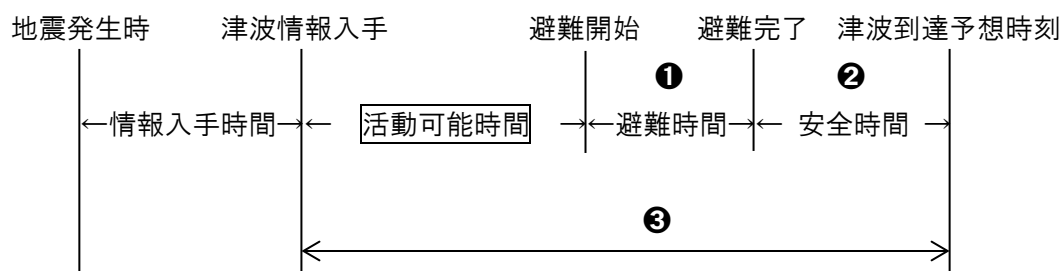 地震発生時 津波情報入手 避難開始 避難完了 津波到達予想時刻
❶ ❷
←情報入手時間→← 活動可能時間 →←避難時間→← 安全時間 →
❸